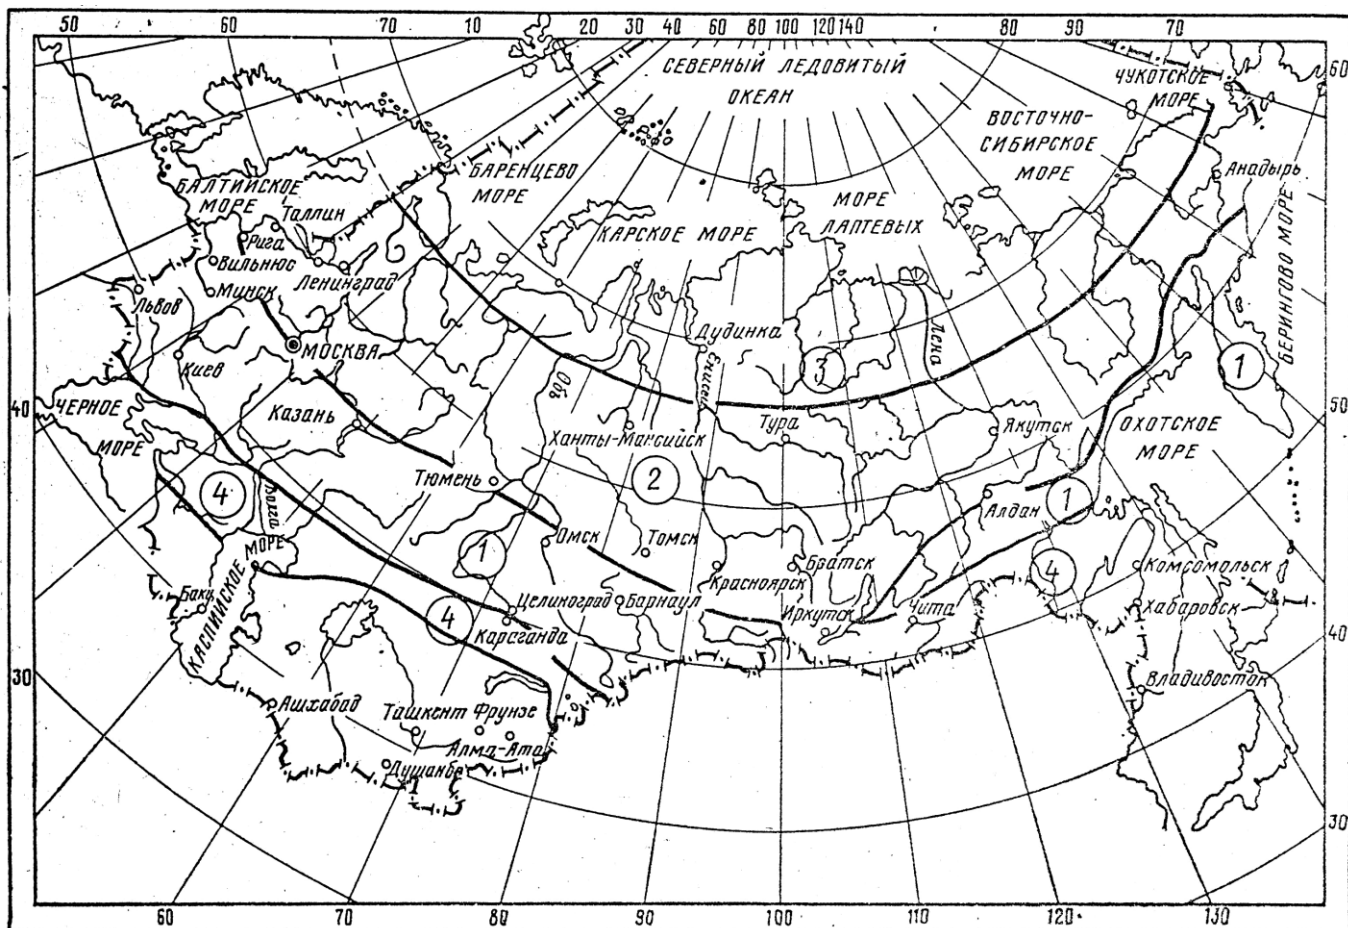 50 60 70 10 20 30 40 60 80 100 120 140 80 90 70
60
СЕВЕРНЫЙ ЛЕДОВИТЫЙ
ОКЕАН
ЧУКОТСКОЕ
МОРЕ
ВОСТОЧНО-
СИБИРСКОЕ
МОРЕ
БАРЕНЦЕВО
МОРЕ
БАЛТИЙСКОЕ
МОРЕ
МОРЕ
ЛАПТЕВЫХ
КАРСКОЕ МОРЕ
Анадырь
БЕРИНГОВО МОРЕ
Таллин
Рига
Вильнюс
Ленинград
Минск
Львов
МОСКВА
Киев
Дудинка
Енисей
Лена
Обь
3
1
40
ЧЕРНОЕ
МОРЕ
Казань
Ханты-Мансийск
Тура
Якутск
50
ОХОТСКОЕ
МОРЕ
Тюмень
2
4
Волга
1
Алдан
1
Омск
Томск
Красноярск
Братск
4
Комсомольск
КАСПИЙСКОЕ МОРЕ
Баку
4
Целиноград
Барнаул
Караганда
Иркутск
Чита
Хабаровск
40
30
Ашхабад
Ташкент
Фрунзе
Алма-Ата
Душанбе
Владивосток
30
60 70 80 90 100 110 120 130